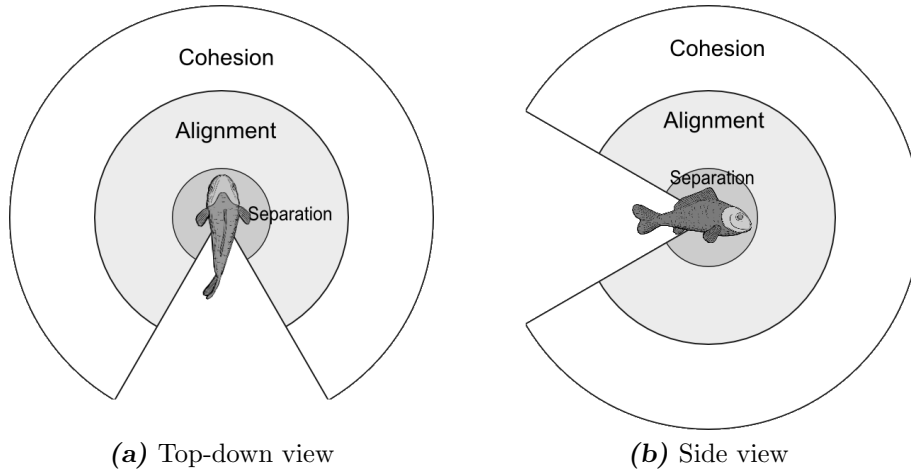 Cohesion
Alignment
Separation
(a) Top-down view
Cohesion
Alignment
Separation
(b) Side view